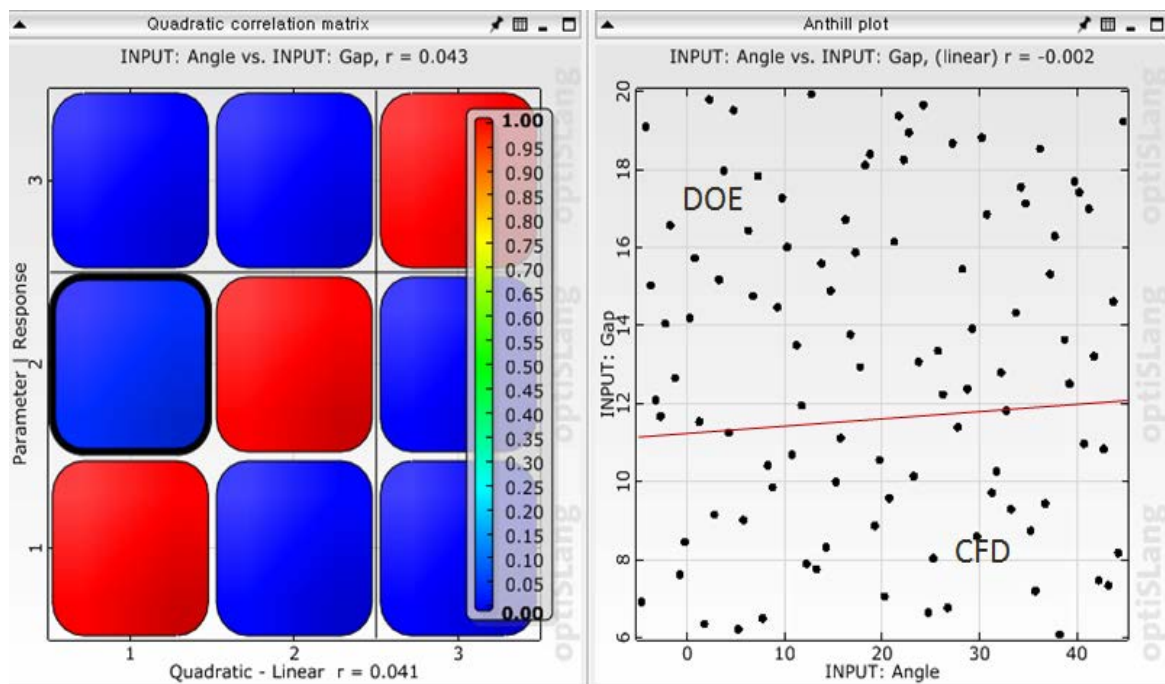 Quadratic correlation matrix
INPUT: Angle vs. INPUT: Gap, r = 0.043
Parameter | Response
3
2
1
1
2
3
Quadratic - Linear r = 0.041
1.00
0.95
0.90
0.85
0.80
0.75
0.70
0.65
0.60
0.55
0.50
0.45
0.40
0.35
0.30
0.25
0.20
0.15
0.10
0.05
0.00
optiSLang
optiSLang
optiSLang
Anthill plot
INPUT: Angle vs. INPUT: Gap, (linear) r = -0.002
INPUT: Gap
20
18
16
14
12
10
8
6
DOE
CFD
0
10
20
30
40
INPUT: Angle
optiSLang
optiSLang
optiSLang